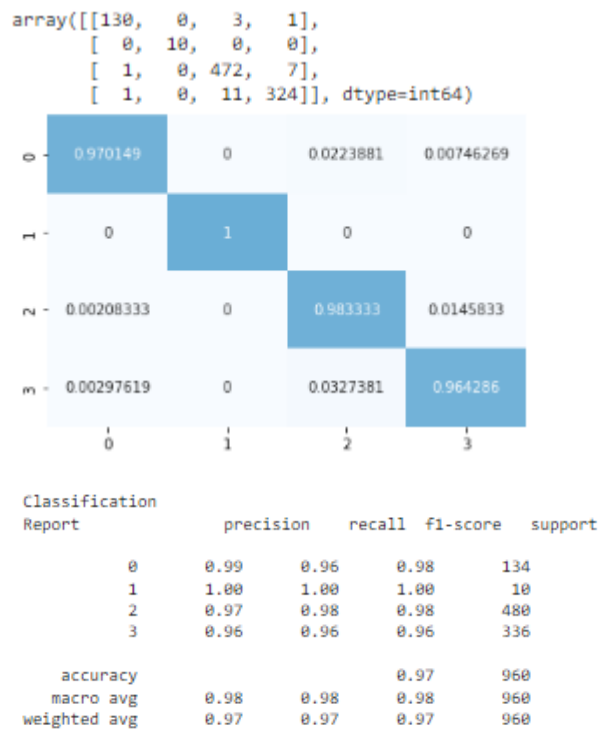 array([[130, 0, 3, 1],
[ 0, 10, 0, 0],
[ 1, 0, 472, 7],
[ 1, 0, 11, 324]], dtype=int64)
0 0.970149 0 0.0223881 0.00746269
1 0 1 0 0
2 0.00208333 0 0.983333 0.0145833
3 0.00297619 0 0.0327381 0.964286
0 1 2 3
Classification
Report precision recall f1-score support
0 0.99 0.96 0.98 134
1 1.00 1.00 1.00 10
2 0.97 0.98 0.98 480
3 0.96 0.96 0.96 336
accuracy 0.97 960
macro avg 0.98 0.98 0.98 960
weighted avg 0.97 0.97 0.97 960